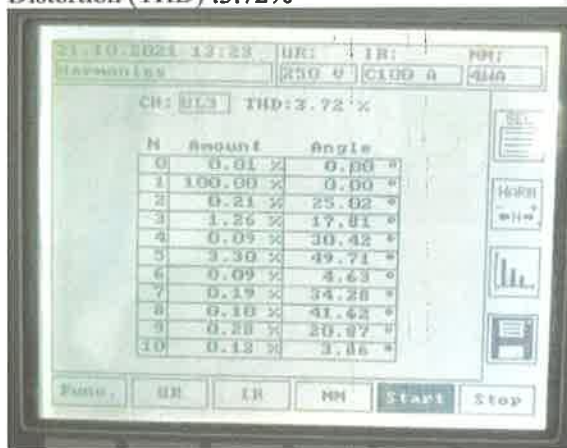 Distortion (THD) :3.72%
21.10.2021 13:23 UR: IR: MM:
Harmonics 250 V C100 A 4WA
CH: UL3 THD:3.72 %
SEL
N Amount Angle
0 0.01 % 0.00 °
1 100.00 % 0.00 °
2 0.21 % 25.02 °
3 1.26 % 17.81 °
HARM
4 0.09 % 30.42 °
←N→
5 3.30 % 49.71 °
6 0.09 % 4.63 °
7 0.19 % 34.28 °
8 0.10 % 41.62 °
9 0.28 % 20.87 °
10 0.12 % 3.86 °
Func. UR IR MM Start Stop